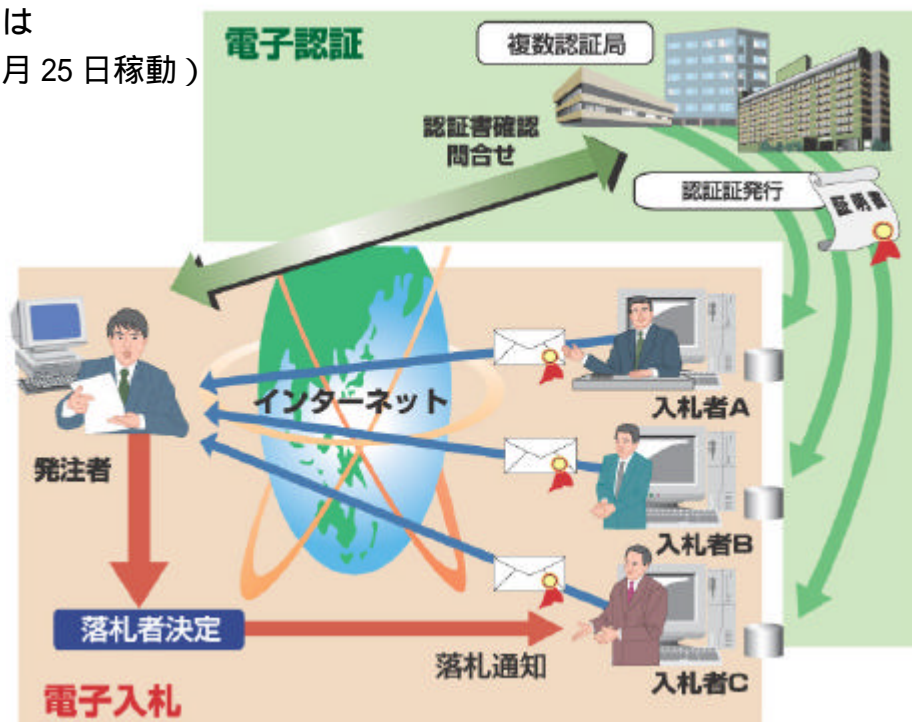 は
月 25 日稼動）
電子認証
複数認証局
認証書確認
問合せ
認証証発行
証明書
インターネット
入札者A
発注者
入札者B
落札者決定
落札通知
入札者C
電子入札